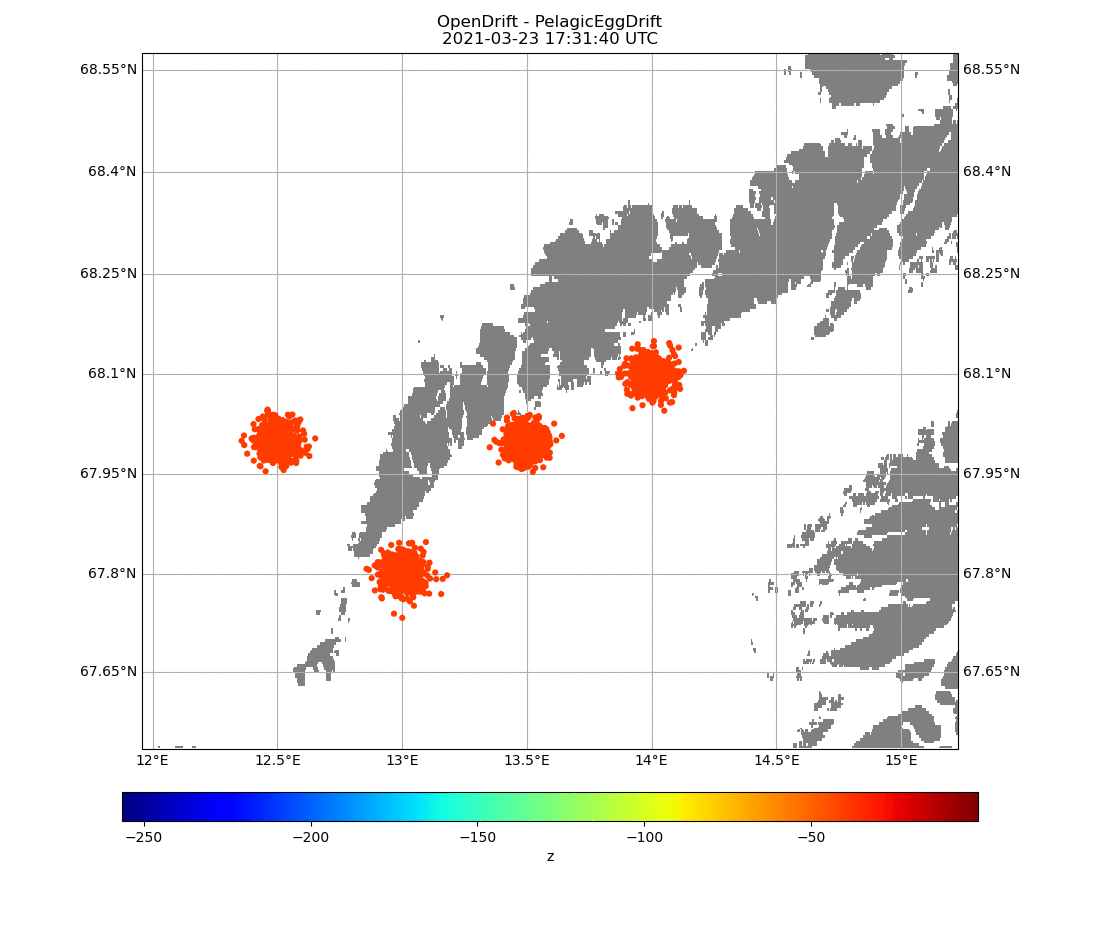 OpenDrift - PelagicEggDrift
2021-03-23 17:31:40 UTC
68.55°N 68.55°N
68.4°N 68.4°N
68.25°N 68.25°N
68.1°N 68.1°N
67.95°N 67.95°N
67.8°N 67.8°N
67.65°N 67.65°N
12°E 12.5°E 13°E 13.5°E 14°E 14.5°E 15°E
−250 −200 −150 −100 −50
z